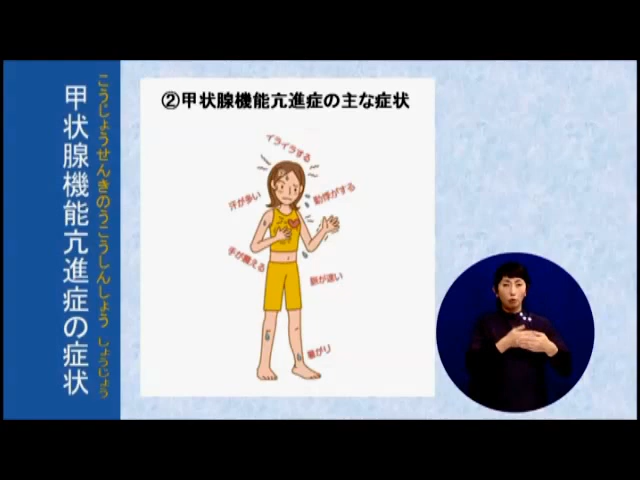 こうじょうせんきのうこうしんしょう しょうじょう
甲状腺機能亢進症の症状
②甲状腺機能亢進症の主な症状
イライラする
汗が多い
動悸がする
手が震える
脈が速い
暑がり